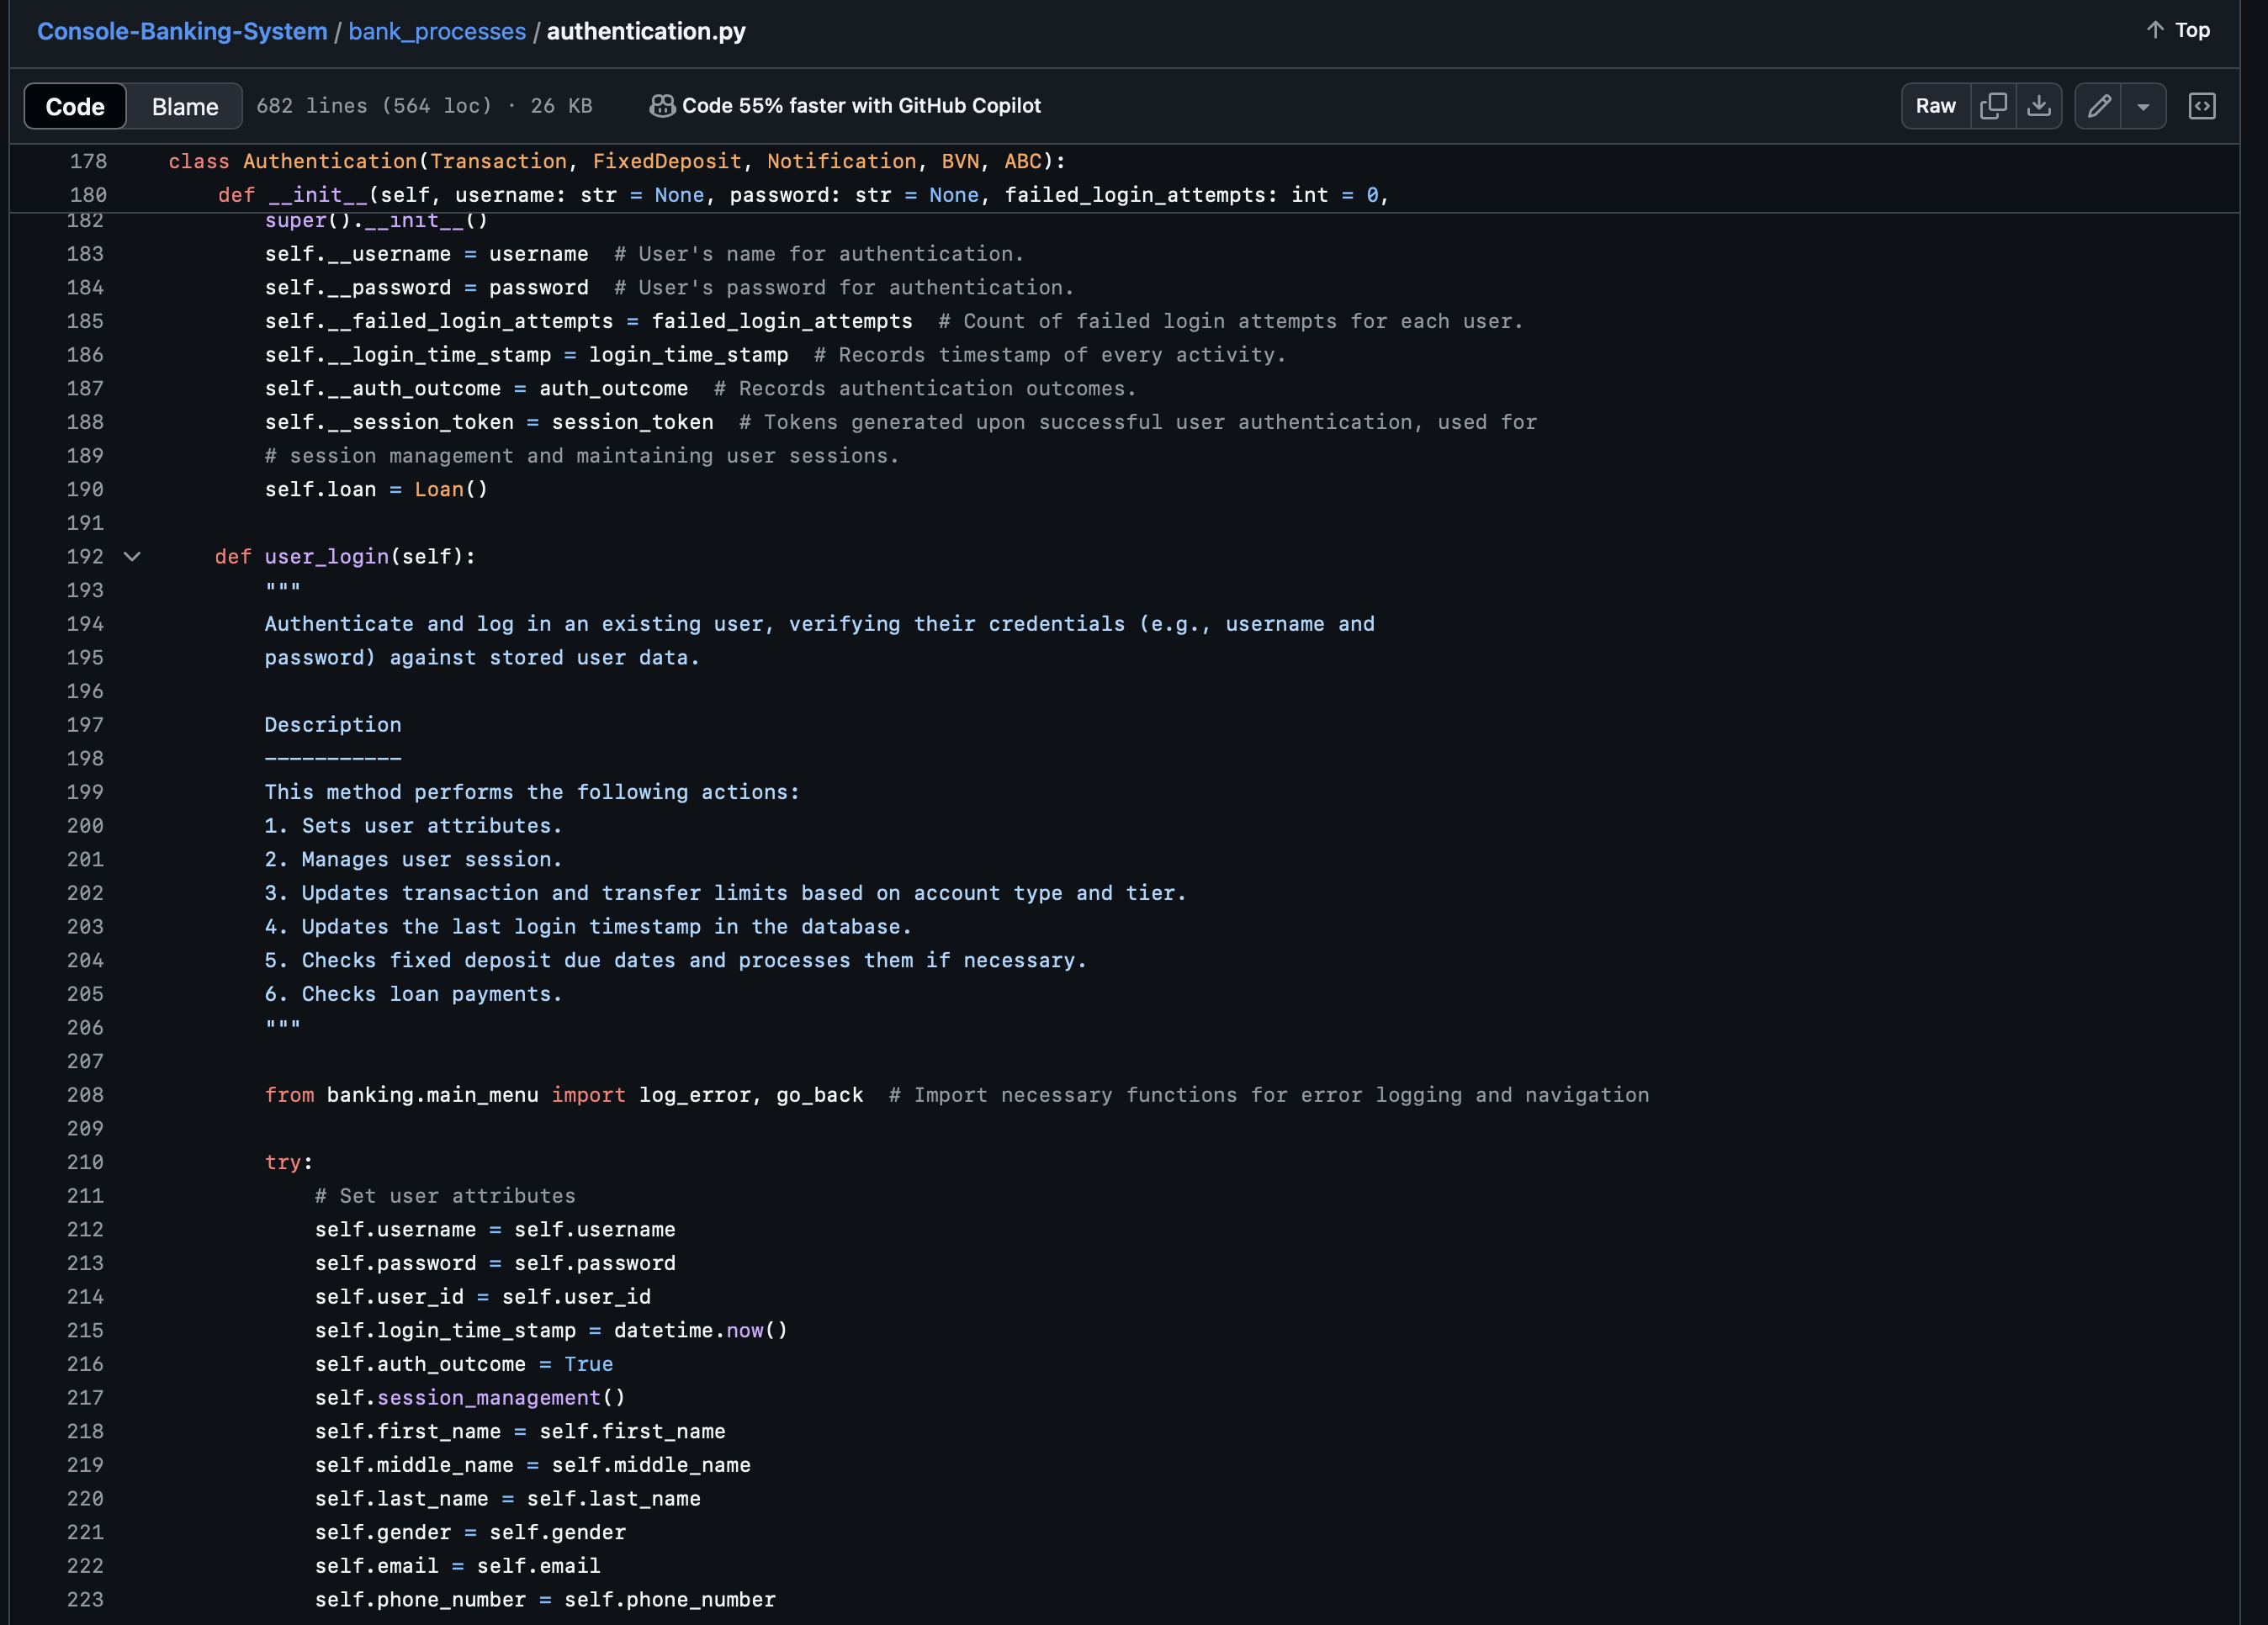 Console-Banking-System / bank_processes / authentication.py
Top
Code Blame 682 lines (564 loc) · 26 KB Code 55% faster with GitHub Copilot Raw
178 class Authentication(Transaction, FixedDeposit, Notification, BVN, ABC):
180 def __init__(self, username: str = None, password: str = None, failed_login_attempts: int = 0,
182 super().__init__()
183 self.__username = username # User's name for authentication.
184 self.__password = password # User's password for authentication.
185 self.__failed_login_attempts = failed_login_attempts # Count of failed login attempts for each user.
186 self.__login_time_stamp = login_time_stamp # Records timestamp of every activity.
187 self.__auth_outcome = auth_outcome # Records authentication outcomes.
188 self.__session_token = session_token # Tokens generated upon successful user authentication, used for
189 # session management and maintaining user sessions.
190 self.loan = Loan()
191
192 def user_login(self):
193 """
194 Authenticate and log in an existing user, verifying their credentials (e.g., username and
195 password) against stored user data.
196
197 Description
198 -----------
199 This method performs the following actions:
200 1. Sets user attributes.
201 2. Manages user session.
202 3. Updates transaction and transfer limits based on account type and tier.
203 4. Updates the last login timestamp in the database.
204 5. Checks fixed deposit due dates and processes them if necessary.
205 6. Checks loan payments.
206 """
207
208 from banking.main_menu import log_error, go_back # Import necessary functions for error logging and navigation
209
210 try:
211 # Set user attributes
212 self.username = self.username
213 self.password = self.password
214 self.user_id = self.user_id
215 self.login_time_stamp = datetime.now()
216 self.auth_outcome = True
217 self.session_management()
218 self.first_name = self.first_name
219 self.middle_name = self.middle_name
220 self.last_name = self.last_name
221 self.gender = self.gender
222 self.email = self.email
223 self.phone_number = self.phone_number